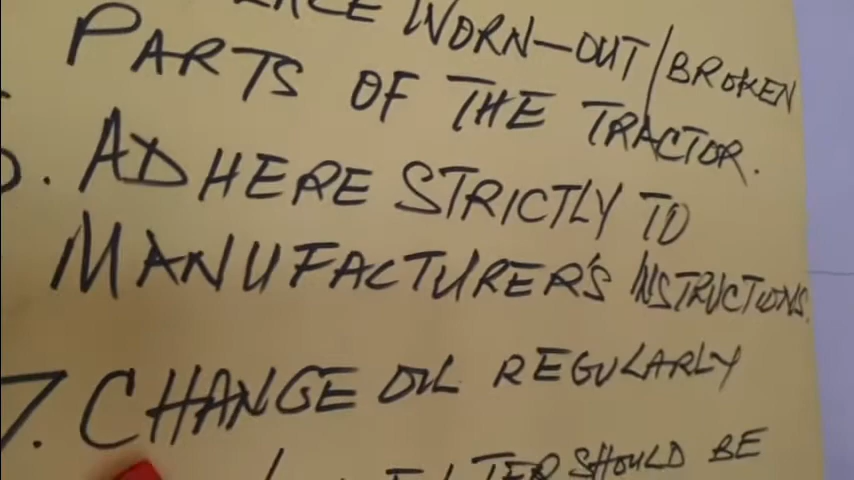 WORN-OUT/BROKEN
PARTS OF THE TRACTOR.
. ADHERE STRICTLY TO
MANUFACTURER'S INSTRUCTIONS.
7. CHANGE OIL REGULARLY
SHOULD BE